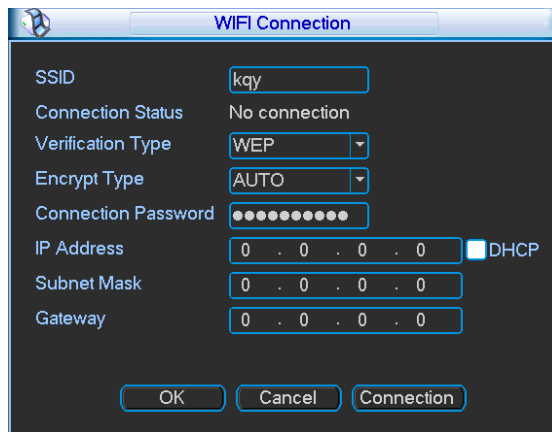 WIFI Connection
SSID kqy
Connection Status No connection
Verification Type WEP
Encrypt Type AUTO
Connection Password ●●●●●●●●●●
IP Address 0 . 0 . 0 . 0 DHCP
Subnet Mask 0 . 0 . 0 . 0
Gateway 0 . 0 . 0 . 0
OK Cancel Connection